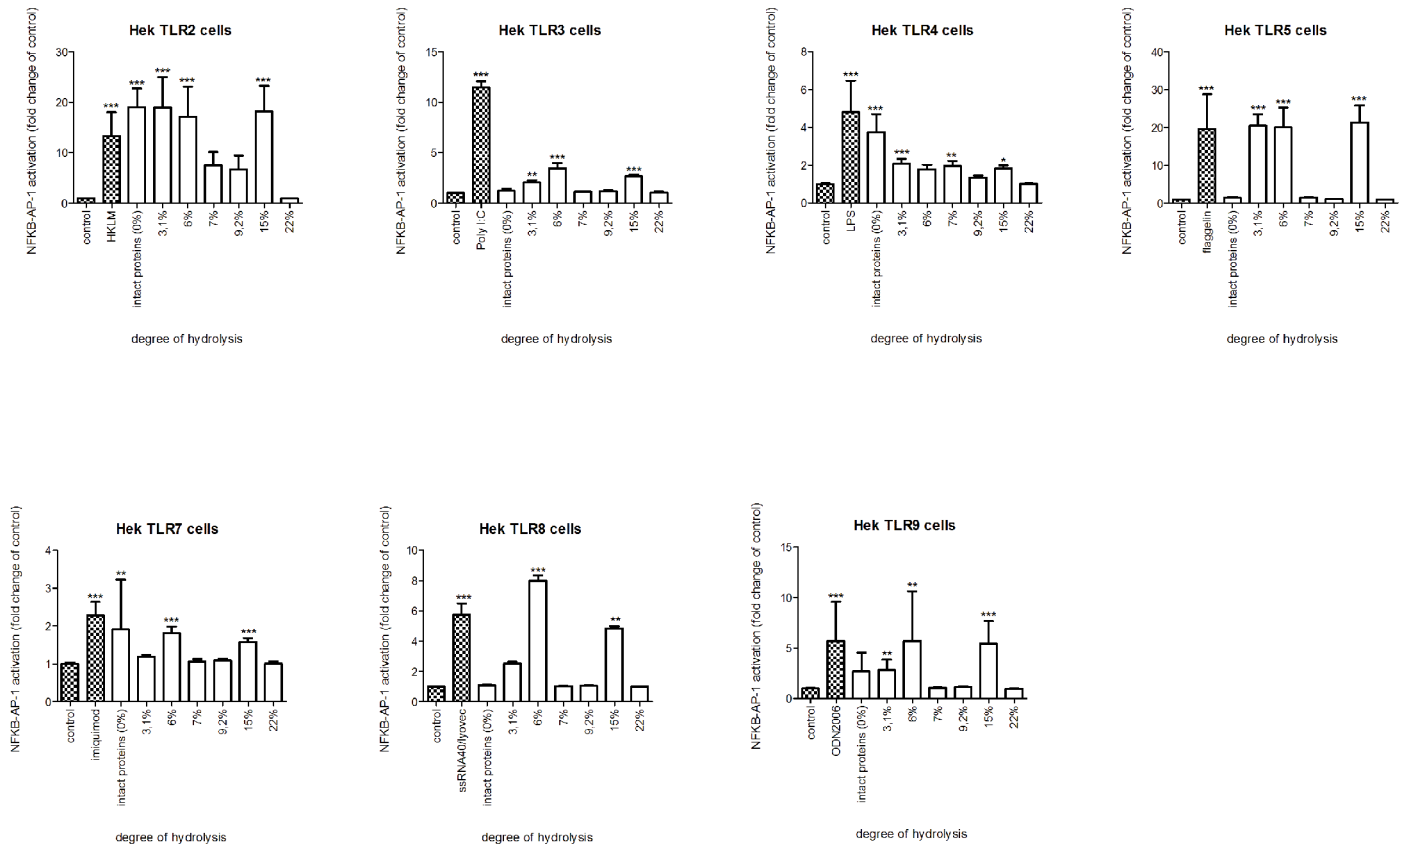 Hek TLR2 cells
NFKB-AP-1 activation (fold change of control)
30
20
10
0
*** *** *** *** ***
control
HKLM
intact proteins (0%)
3,1%
6%
7%
9,2%
15%
22%
degree of hydrolysis
Hek TLR3 cells
NFKB-AP-1 activation (fold change of control)
15
10
5
0
*** ** *** ***
control
Poly I:C
intact proteins (0%)
3,1%
6%
7%
9,2%
15%
22%
degree of hydrolysis
Hek TLR4 cells
NFKB-AP-1 activation (fold change of control)
8
6
4
2
0
*** *** *** ** *
control
LPS
intact proteins (0%)
3,1%
6%
7%
9,2%
15%
22%
degree of hydrolysis
Hek TLR5 cells
NFKB-AP-1 activation (fold change of control)
40
30
20
10
0
*** *** *** ***
control
flaggelin
intact proteins (0%)
3,1%
6%
7%
9,2%
15%
22%
degree of hydrolysis
Hek TLR7 cells
NFKB-AP-1 activation (fold change of control)
4
3
2
1
0
*** ** *** ***
control
imiquimod
intact proteins (0%)
3,1%
6%
7%
9,2%
15%
22%
degree of hydrolysis
Hek TLR8 cells
NFKB-AP-1 activation (fold change of control)
10
8
6
4
2
0
*** *** **
control
ssRNA40/lyovec
intact proteins (0%)
3,1%
6%
7%
9,2%
15%
22%
degree of hydrolysis
Hek TLR9 cells
NFKB-AP-1 activation (fold change of control)
15
10
5
0
*** ** ** ***
control
ODN2006
intact proteins (0%)
3,1%
6%
7%
9,2%
15%
22%
degree of hydrolysis